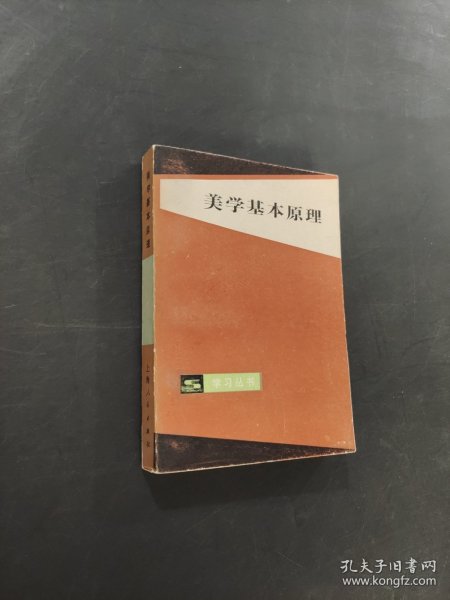 美学基本原理
学习丛书
美学基本原理
上海人民出版社
孔夫子旧书网
www.kongfz.com